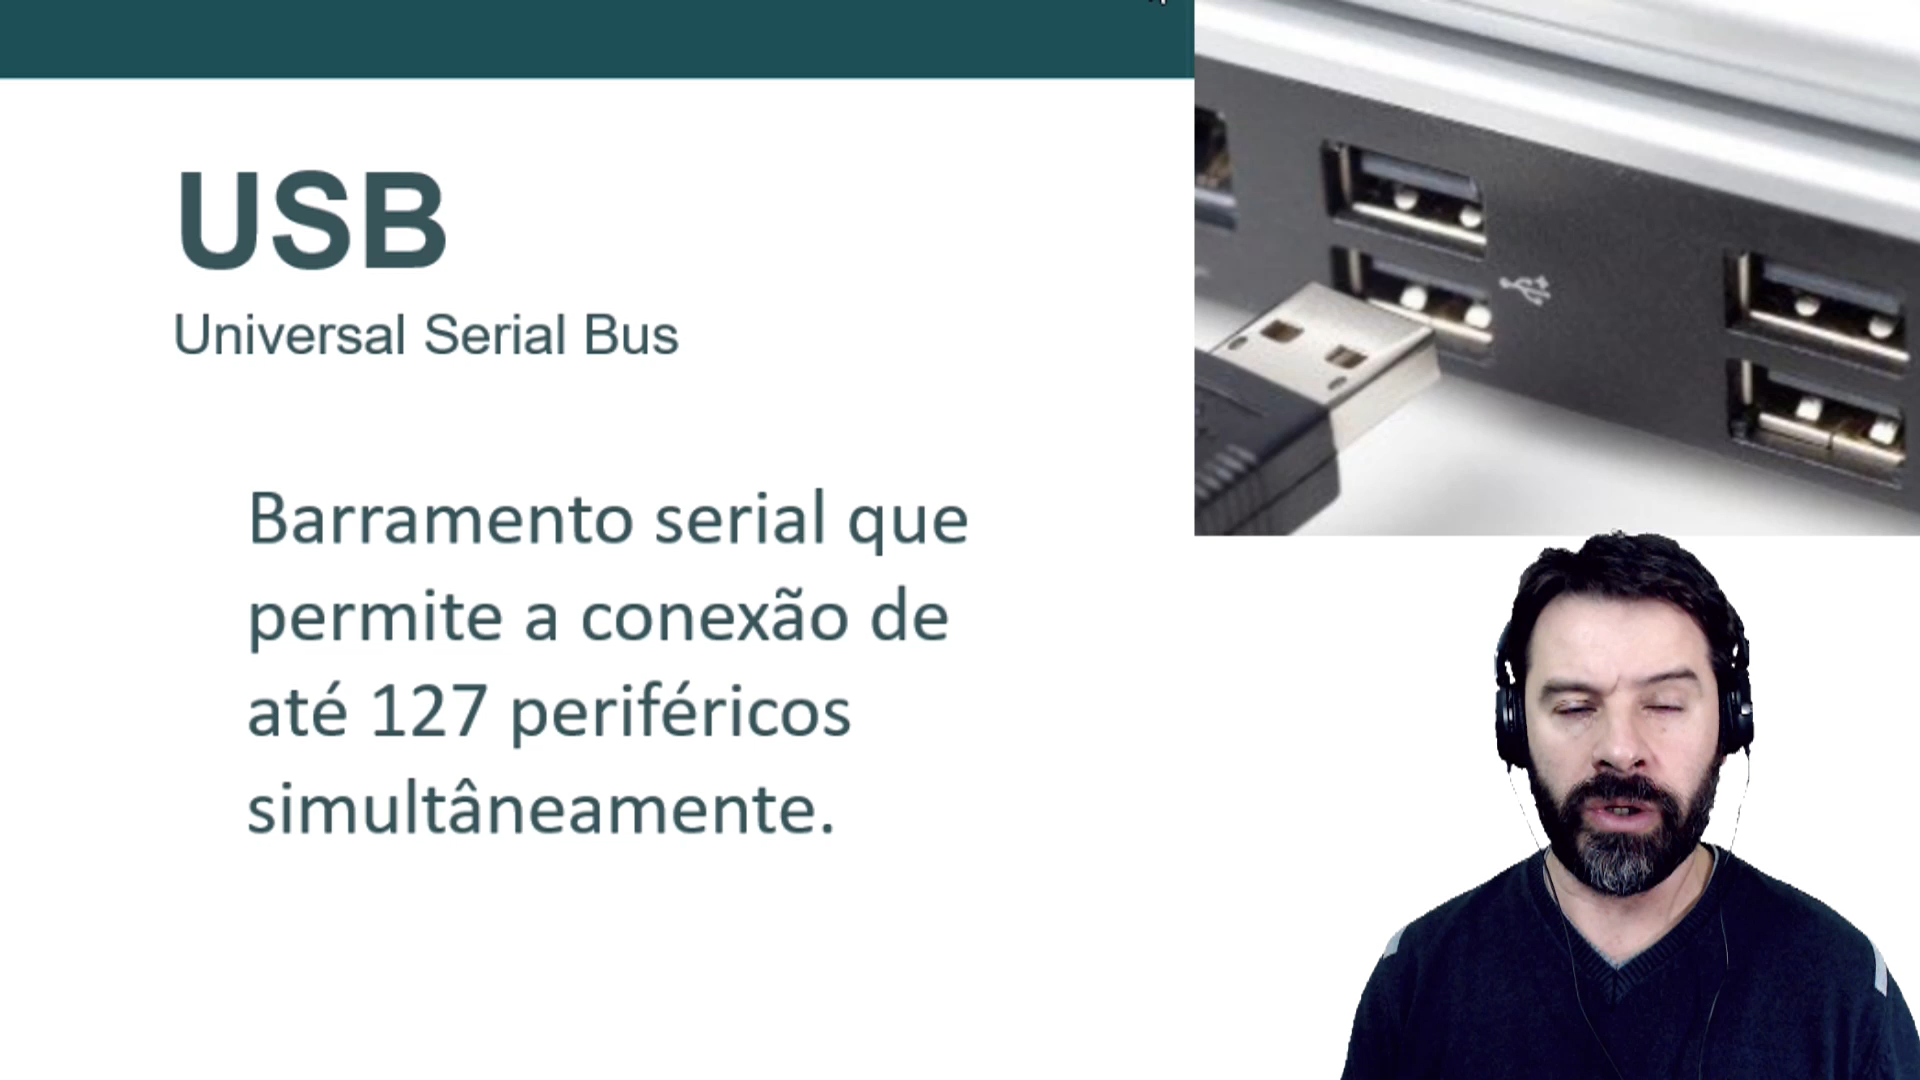 USB
Universal Serial Bus
Barramento serial que
permite a conexão de
até 127 periféricos
simultâneamente.